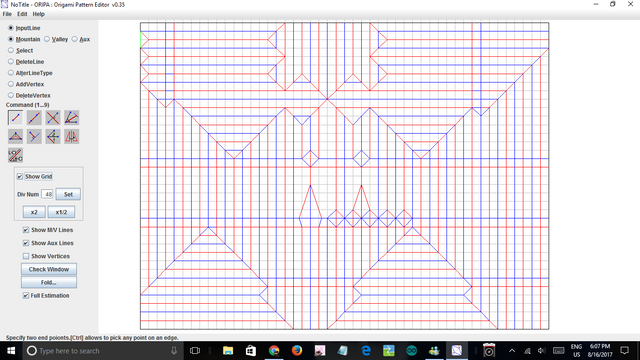 NoTitle - ORIPA: Origami Pattern Editor v0.35
File Edit Help
InputLine
Mountain Valley Aux
Select
DeleteLine
AlterLineType
AddVertex
DeleteVertex
Command (1...9)
Show Grid
Div Num 48 Set
x2 x1/2
Show M/V Lines
Show Aux Lines
Show Vertices
Check Window
Fold...
Full Estimation
Specify two end poients.[Ctrl] allows to pick any point on an edge.
Type here to search
ENG
US
6:07 PM
8/16/2017